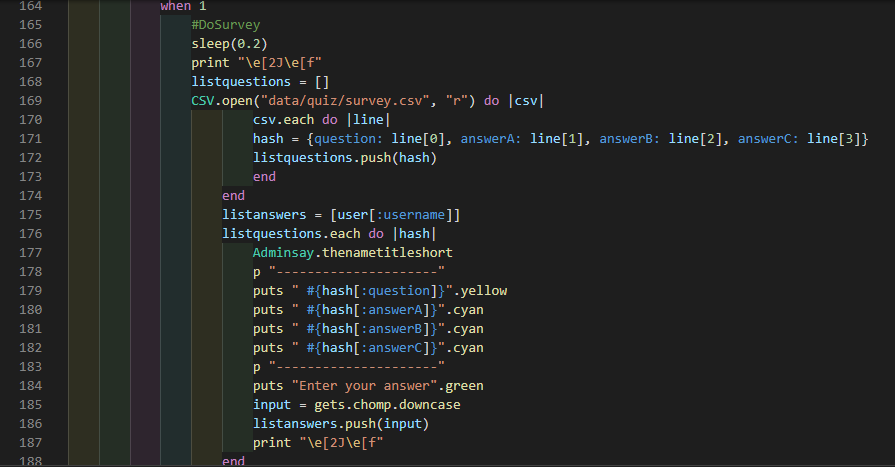 164 when 1
165 #DoSurvey
166 sleep(0.2)
167 print "\e[2J\e[f"
168 listquestions = []
169 CSV.open("data/quiz/survey.csv", "r") do |csv|
170 csv.each do |line|
171 hash = {question: line[0], answerA: line[1], answerB: line[2], answerC: line[3]}
172 listquestions.push(hash)
173 end
174 end
175 listanswers = [user[:username]]
176 listquestions.each do |hash|
177 Adminsay.thenametitleshort
178 p "---------------------"
179 puts " #{hash[:question]}".yellow
180 puts " #{hash[:answerA]}".cyan
181 puts " #{hash[:answerB]}".cyan
182 puts " #{hash[:answerC]}".cyan
183 p "---------------------"
184 puts "Enter your answer".green
185 input = gets.chomp.downcase
186 listanswers.push(input)
187 print "\e[2J\e[f"
188 end